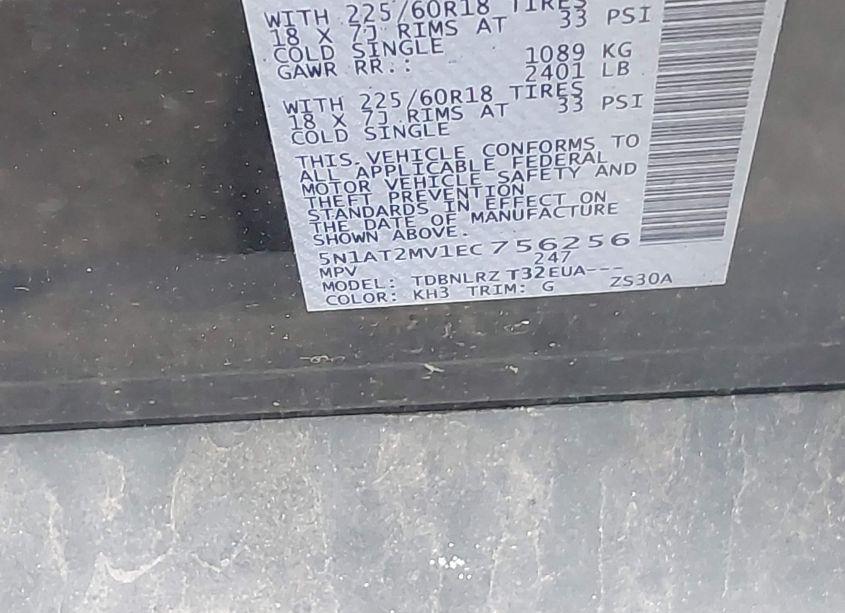 WITH 225/60R18 TIRES
18 X 7J RIMS AT 33 PSI
COLD SINGLE
GAWR RR.: 1089 KG
2401 LB
WITH 225/60R18 TIRES
18 X 7J RIMS AT 33 PSI
COLD SINGLE
THIS VEHICLE CONFORMS TO
ALL APPLICABLE FEDERAL
MOTOR VEHICLE SAFETY AND
THEFT PREVENTION
STANDARDS IN EFFECT ON
THE DATE OF MANUFACTURE
SHOWN ABOVE.
5N1AT2MV1EC756256
MPV 247
MODEL: TDBNLRZ T32EUA---
COLOR: KH3 TRIM: G ZS30A